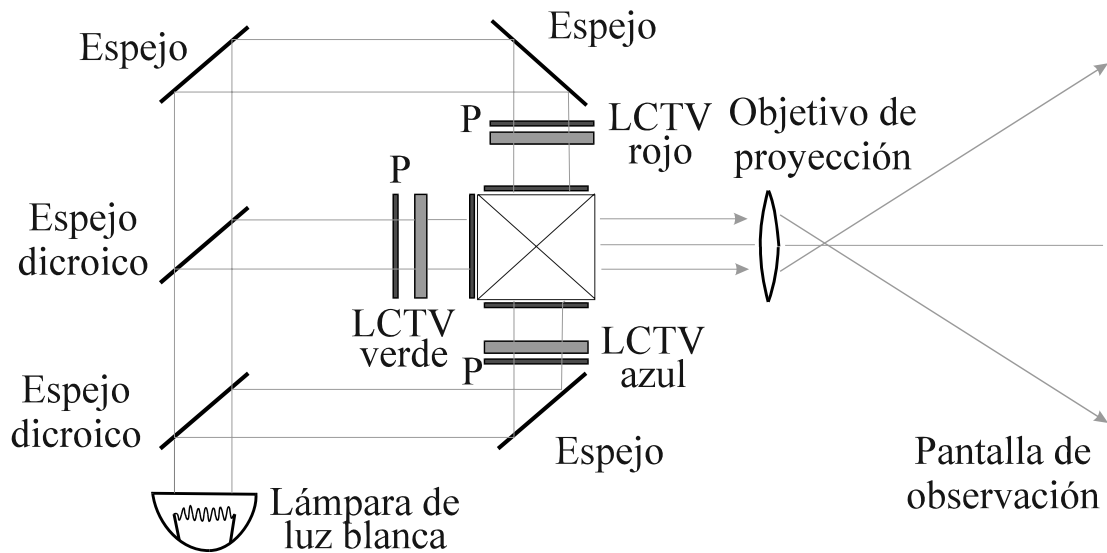 Espejo
Espejo
P
LCTV
rojo
Objetivo de
proyección
P
Espejo
dicroico
LCTV
verde
LCTV
azul
P
Espejo
dicroico
Espejo
Pantalla de
observación
Lámpara de
luz blanca